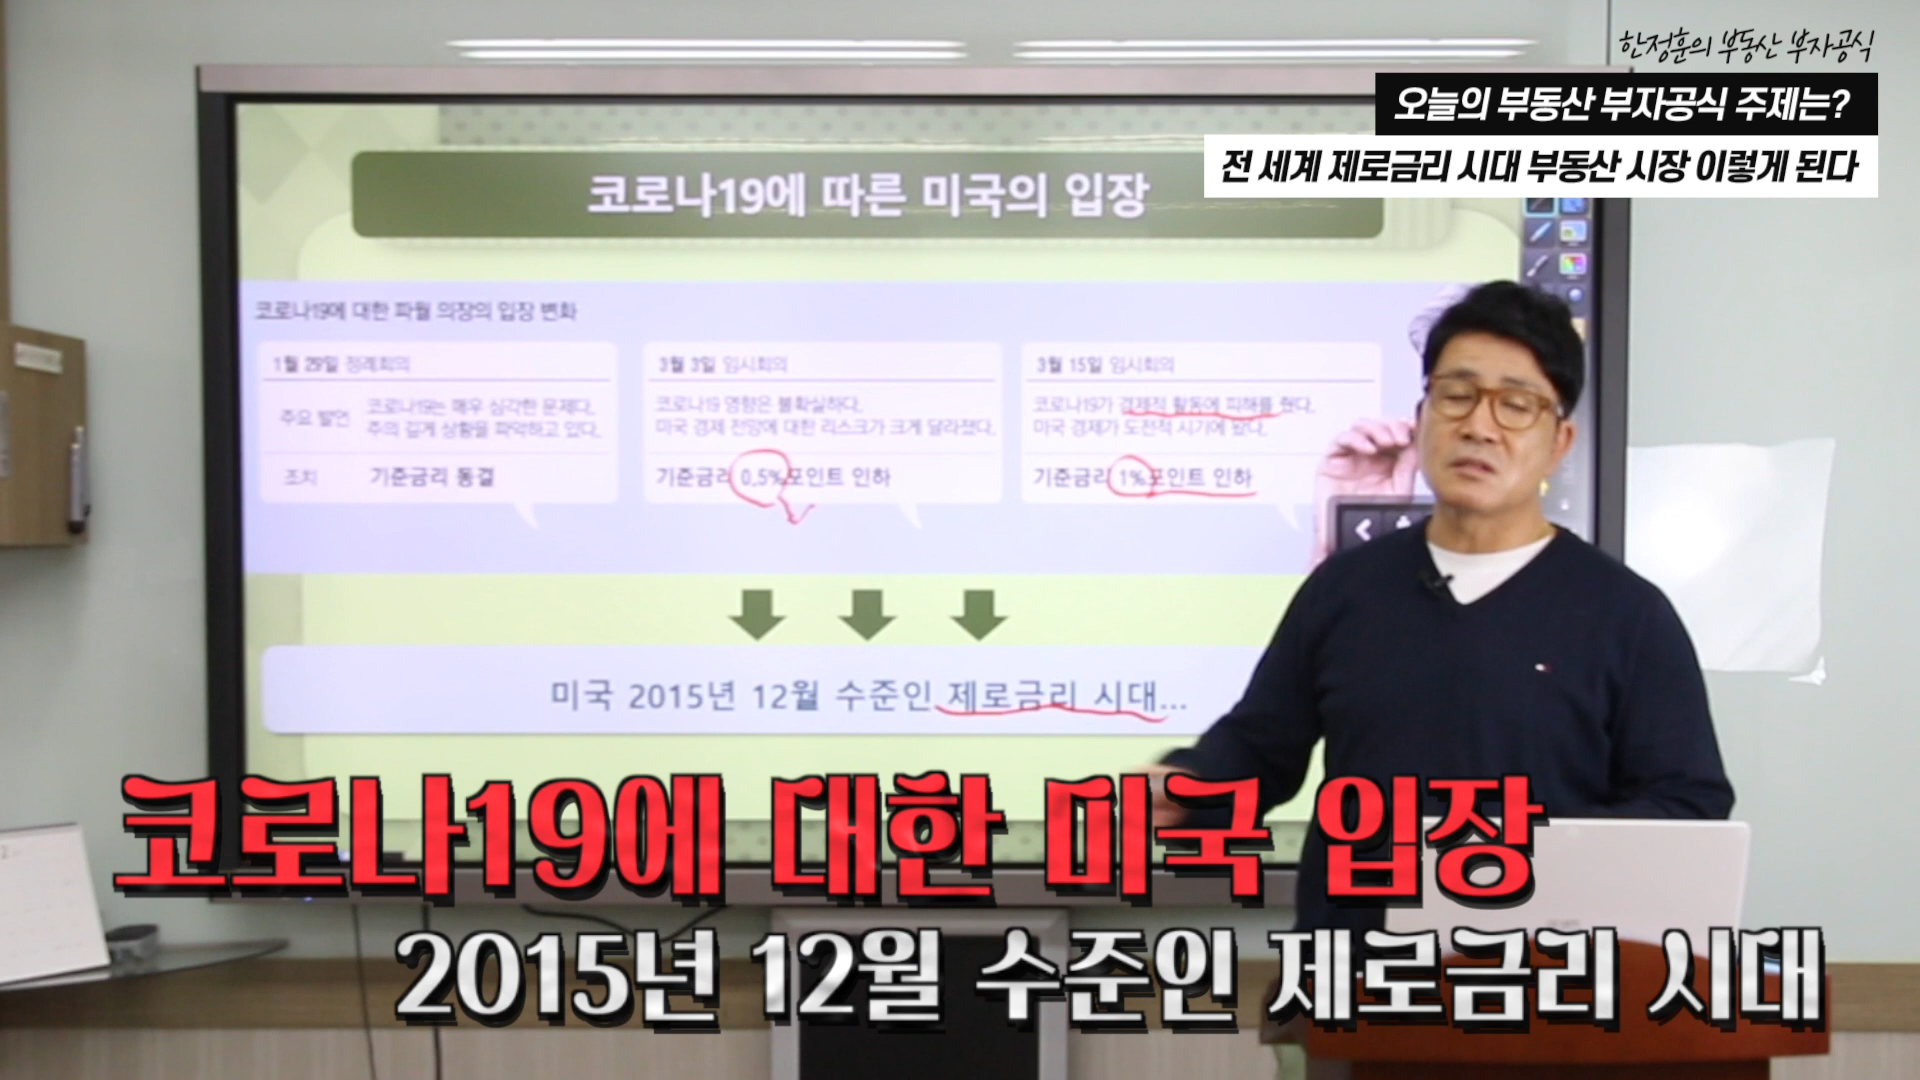 한정훈의 부동산 부자공식
오늘의 부동산 부자공식 주제는?
전 세계 제로금리 시대 부동산 시장 이렇게 된다
코로나19에 따른 미국의 입장
코로나19에 대한 파월 의장의 입장 변화
1월 29일 정례회의
주요 발언
코로나19는 매우 심각한 문제다.
주의 깊게 상황을 파악하고 있다.
조치
기준금리 동결
3월 3일 임시회의
코로나19 영향은 불확실하다.
미국 경제 전망에 대한 리스크가 크게 달라졌다.
기준금리 0.5%포인트 인하
3월 15일 임시회의
코로나19가 경제적 활동에 피해를 줬다.
미국 경제가 도전적 시기에 왔다.
기준금리 1%포인트 인하
미국 2015년 12월 수준인 제로금리 시대...
코로나19에 대한 미국 입장
2015년 12월 수준인 제로금리 시대